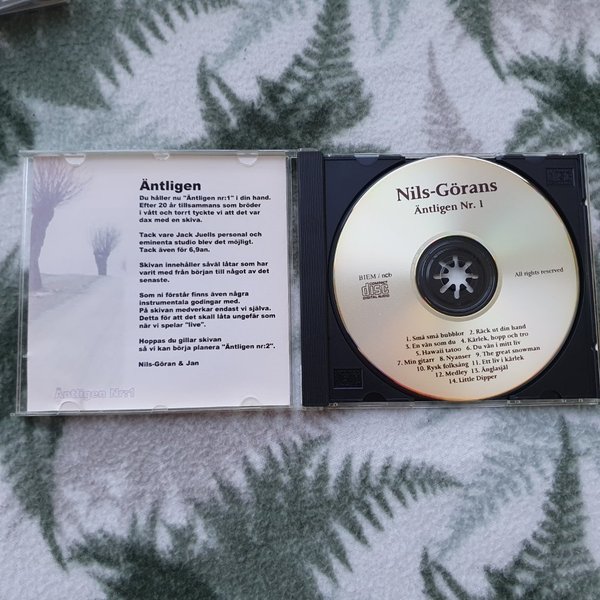 Äntligen
Du håller nu "Äntligen nr:1" i din hand.
Efter 20 år tillsammans som bröder
i vått och torrt tyckte vi att det var
dax med en skiva.
Tack vare Jack Juells personal och
eminenta studio blev det möjligt.
Tack även för 6,9an.
Skivan innehåller såväl låtar som har
varit med från början till något av det
senaste.
Som ni förstår finns även några
instrumentala godingar med.
På skivan medverkar endast vi själva.
Detta för att det skall låta ungefär som
när vi spelar "live".
Hoppas du gillar skivan
så vi kan börja planera "Äntligen nr:2".
Nils-Göran & Jan
Äntligen Nr:1
Nils-Görans
Äntligen Nr. 1
BIEM / ncb
COMPACT
disc
DIGITAL AUDIO
All rights reserved
1. Små små bubblor 2. Räck ut din hand
3. En vän som du 4. Kärlek, hopp och tro
5. Hawaii tatoo 6. Du vän i mitt liv
7. Min gitarr 8. Nyanser 9. The great snowman
10. Rysk folksång 11. Ett liv i kärlek
12. Medley 13. Änglasjäl
14. Little Dipper